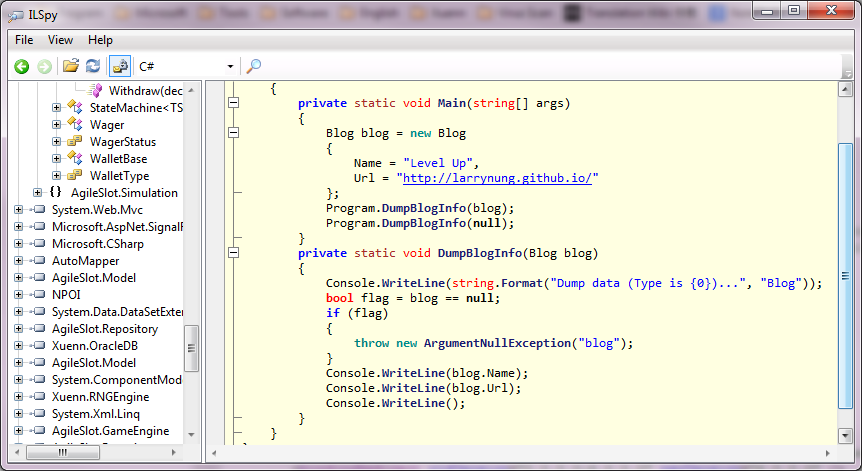 ILSpy
File View Help
C#
Withdraw(dec
StateMachine<TS
Wager
WagerStatus
WalletBase
WalletType
{} AgileSlot.Simulation
System.Web.Mvc
Microsoft.AspNet.SignalF
Microsoft.CSharp
AutoMapper
AgileSlot.Model
NPOI
System.Data.DataSetExter
AgileSlot.Repository
Xuenn.OracleDB
AgileSlot.Model
System.ComponentMode
Xuenn.RNGEngine
System.Xml.Linq
AgileSlot.GameEngine
{
private static void Main(string[] args)
{
Blog blog = new Blog
{
Name = "Level Up",
Url = "http://larrynung.github.io/"
};
Program.DumpBlogInfo(blog);
Program.DumpBlogInfo(null);
}
private static void DumpBlogInfo(Blog blog)
{
Console.WriteLine(string.Format("Dump data (Type is {0})...", "Blog"));
bool flag = blog == null;
if (flag)
{
throw new ArgumentNullException("blog");
}
Console.WriteLine(blog.Name);
Console.WriteLine(blog.Url);
Console.WriteLine();
}
}